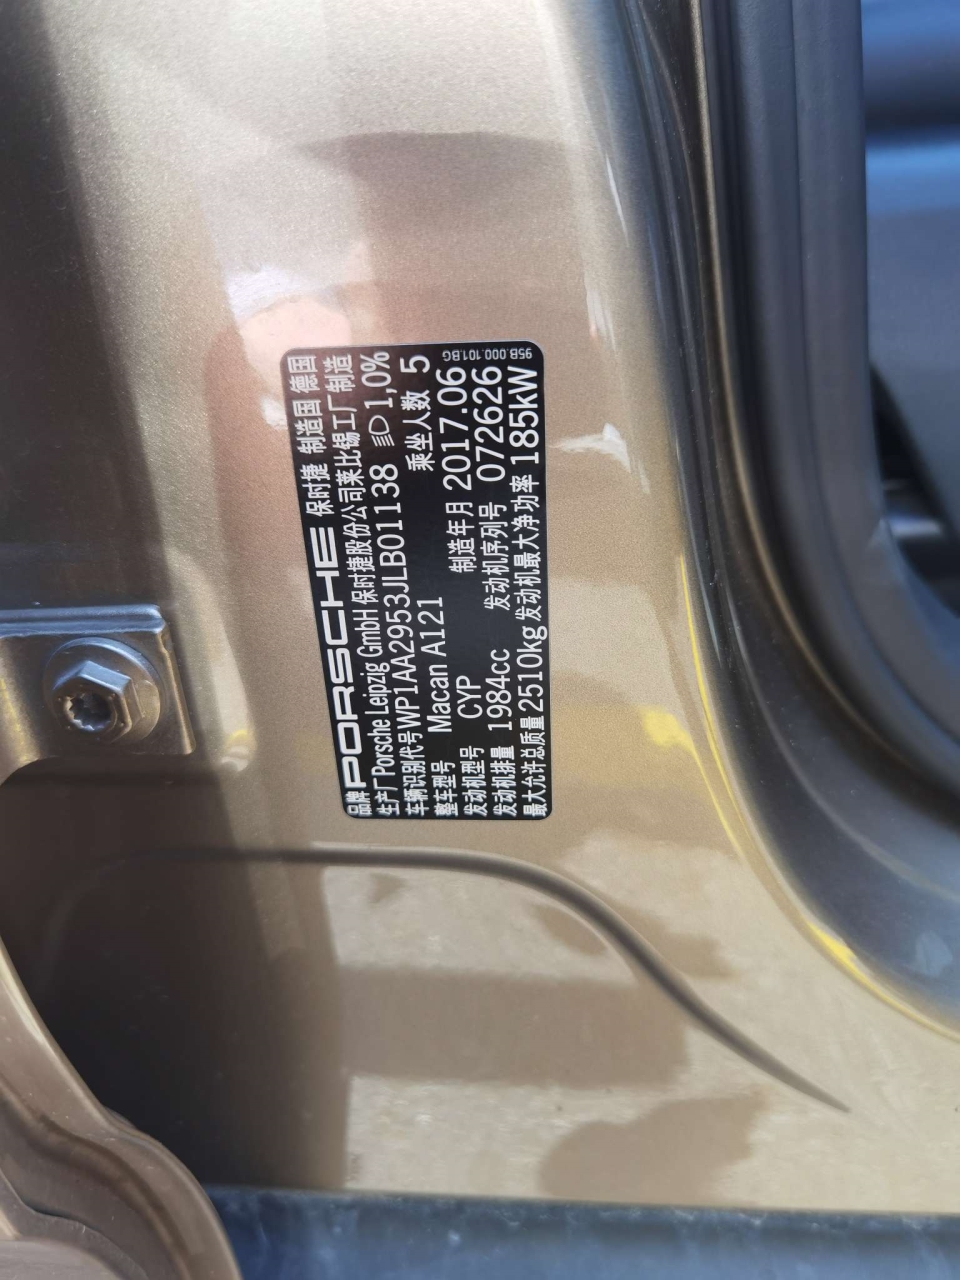 品牌 PORSCHE 保时捷 制造国 德国
生产厂 Porsche Leipzig GmbH 保时捷股份公司莱比锡工厂制造
车辆识别代号 WP1AA2953JLB01138 1,0%
整车型号 Macan A121 乘坐人数 5
发动机型号 CYP 制造年月 2017.06
发动机排量 1984cc 发动机序列号 072626
最大允许总质量 2510kg 发动机最大净功率 185kW
95B.000.101.BG